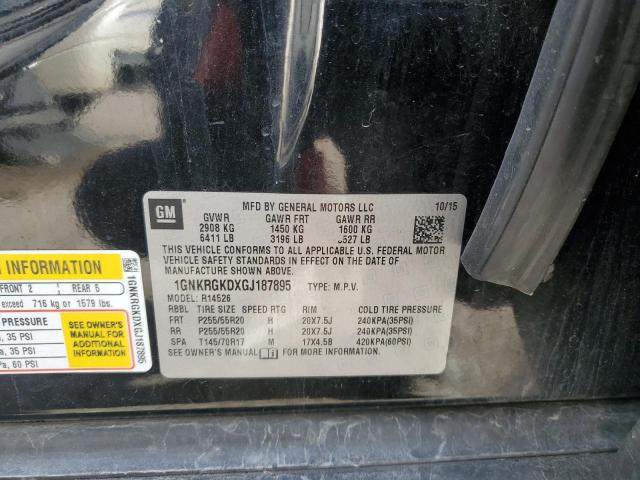 GM
MFD BY GENERAL MOTORS LLC 10/15
GVWR GAWR FRT GAWR RR
2908 KG 1450 KG 1600 KG
6411 LB 3196 LB 3527 LB
THIS VEHICLE CONFORMS TO ALL APPLICABLE U.S. FEDERAL MOTOR
VEHICLE SAFETY STANDARDS IN EFFECT ON THE DATE OF
MANUFACTURE SHOWN ABOVE.
1GNKRGKDXGJ187895 TYPE: M.P.V.
MODEL: R14526
RBBL TIRE SIZE SPEED RTG RIM COLD TIRE PRESSURE
FRT P255/55R20 H 20X7.5J 240KPA(35PSI)
RR P255/55R20 H 20X7.5J 240KPA(35PSI)
SPA T145/70R17 M 17X4.5B 420KPA(60PSI)
SEE OWNER'S MANUAL FOR MORE INFORMATION.
INFORMATION
FRONT 2 REAR 5
exceed 716 kg or 1579 lbs.
PRESSURE
35 PSI
35 PSI
60 PSI
SEE OWNER'S
MANUAL FOR
ADDITIONAL
INFORMATION
1GNKRGKDXGJ187895